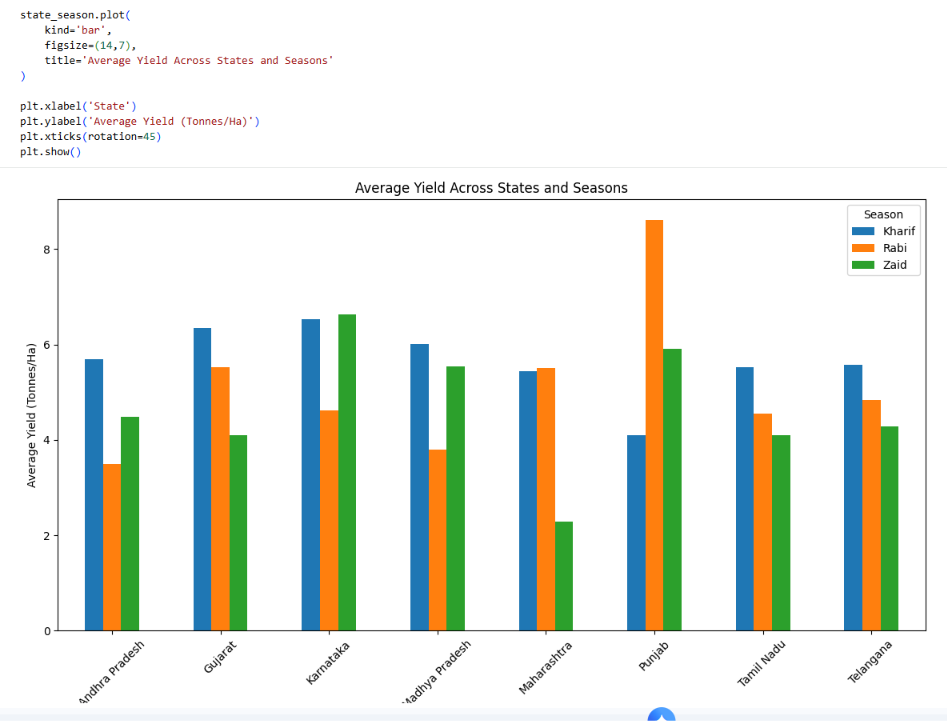 state_season.plot(
    kind='bar',
    figsize=(14,7),
    title='Average Yield Across States and Seasons'
)
plt.xlabel('State')
plt.ylabel('Average Yield (Tonnes/Ha)')
plt.xticks(rotation=45)
plt.show()
Average Yield Across States and Seasons
Season
Kharif
Rabi
Zaid
Average Yield (Tonnes/Ha)
8
6
4
2
0
Andhra Pradesh
Gujarat
Karnataka
Madhya Pradesh
Maharashtra
Punjab
Tamil Nadu
Telangana